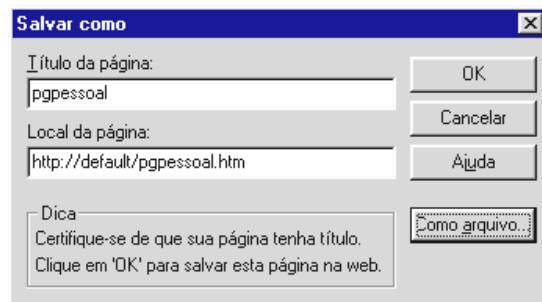 Salvar como
Título da página:
pgpessoal
OK
Cancelar
Local da página:
http://default/pgpessoal.htm
Ajuda
Dica
Certifique-se de que sua página tenha título.
Clique em 'OK' para salvar esta página na web.
Como arquivo...